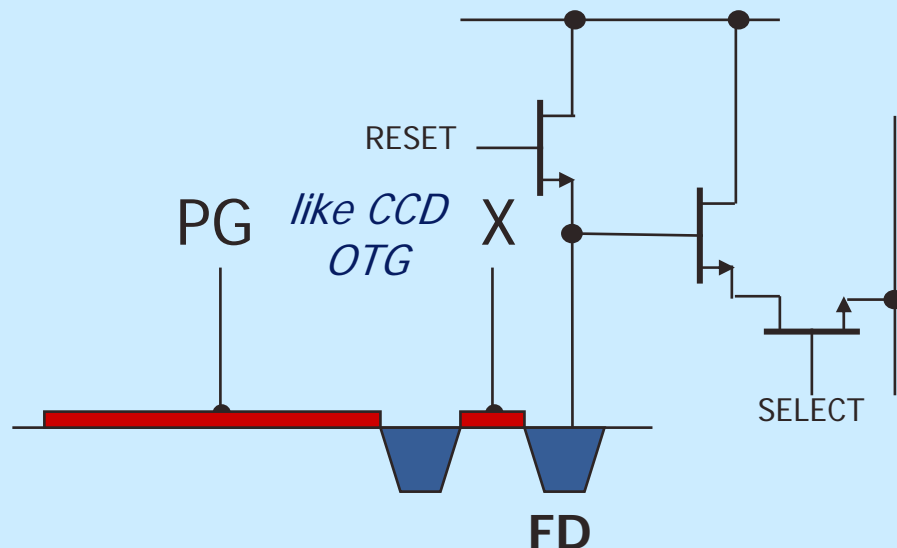 RESET
PG
like CCD
OTG
X
SELECT
FD